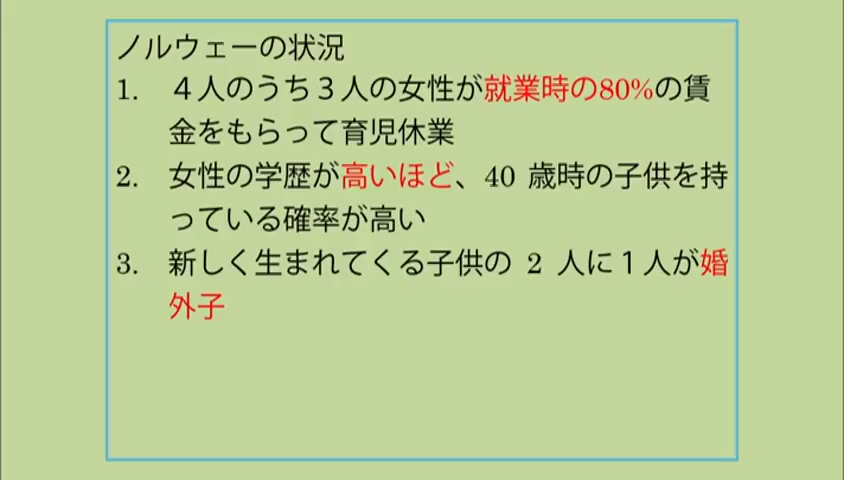 ノルウェーの状況
1. ４人のうち３人の女性が就業時の80%の賃
金をもらって育児休業
2. 女性の学歴が高いほど、40 歳時の子供を持
っている確率が高い
3. 新しく生まれてくる子供の 2 人に１人が婚
外子